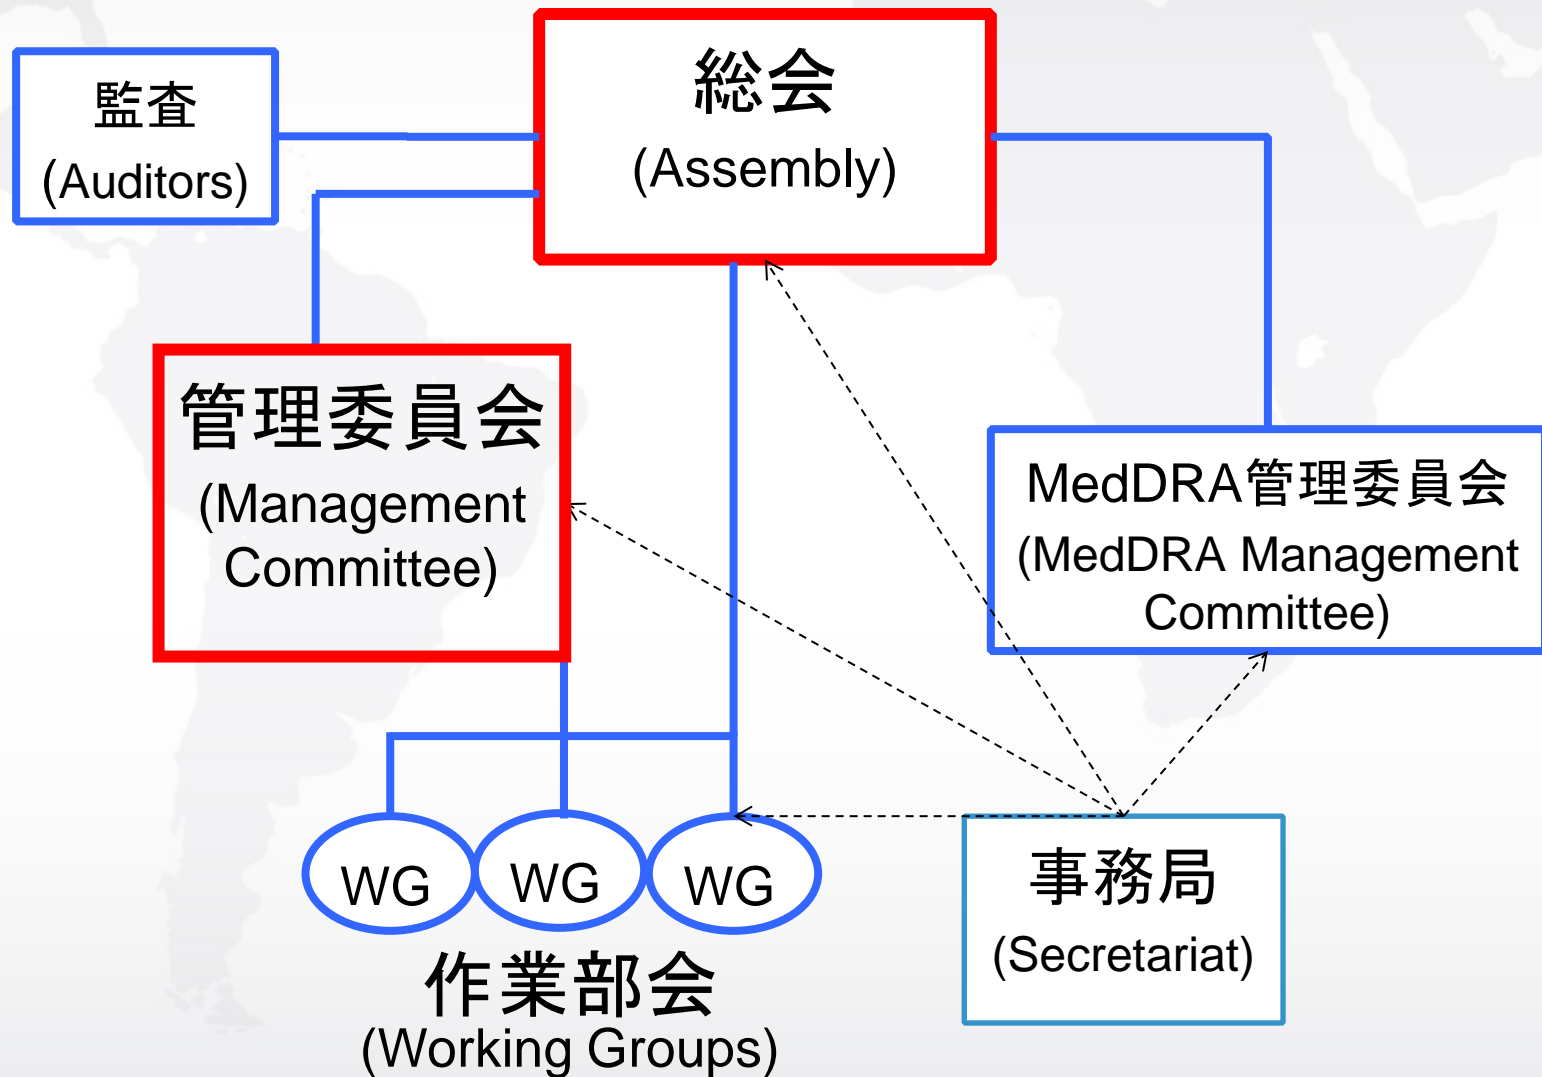 監査
(Auditors)
総会
(Assembly)
管理委員会
(Management
Committee)
MedDRA管理委員会
(MedDRA Management
Committee)
WG
WG
WG
作業部会
(Working Groups)
事務局
(Secretariat)